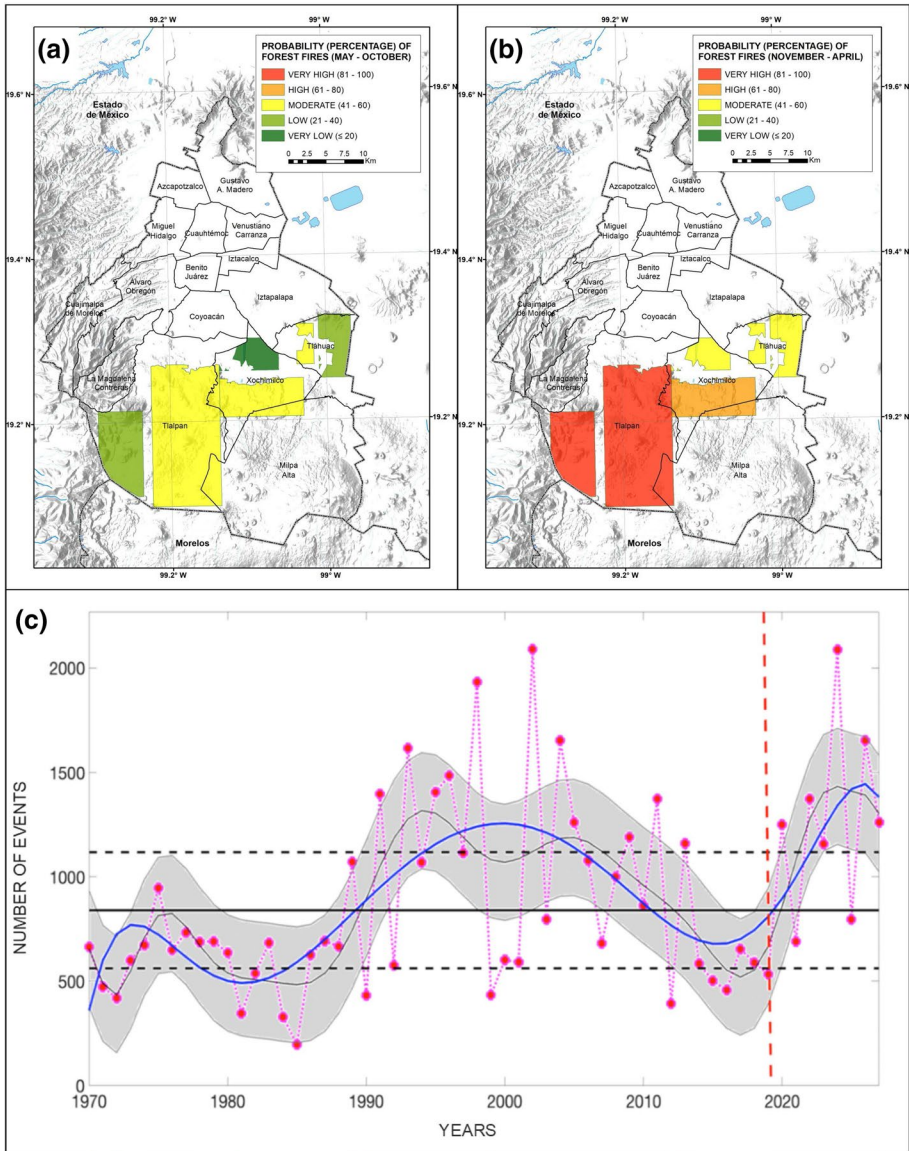 99.2° W
99° W
(a)
PROBABILITY (PERCENTAGE) OF
FOREST FIRES (MAY - OCTOBER)
VERY HIGH (81 - 100)
HIGH (61 - 80)
MODERATE (41 - 60)
LOW (21 - 40)
VERY LOW (≤ 20)
0 2.5 5 7.5 10
Km
19.6° N
Estado
de México
Gustavo
A. Madero
Azcapotzalco
Miguel
Hidalgo
Cuauhtémoc
Venustiano
Carranza
Iztacalco
19.4° N
Benito
Juárez
Álvaro
Obregón
Cuajimalpa
de Morelos
Iztapalapa
Coyoacán
Tláhuac
La Magdalena
Contreras
Xochimilco
19.2° N
Tlalpan
Milpa
Alta
Morelos
99.2° W
99° W
99.2° W
99° W
(b)
PROBABILITY (PERCENTAGE) OF
FOREST FIRES (NOVEMBER - APRIL)
VERY HIGH (81 - 100)
HIGH (61 - 80)
MODERATE (41 - 60)
LOW (21 - 40)
VERY LOW (≤ 20)
0 2.5 5 7.5 10
Km
19.6° N
Estado
de México
Gustavo
A. Madero
Azcapotzalco
Miguel
Hidalgo
Cuauhtémoc
Venustiano
Carranza
Iztacalco
19.4° N
Benito
Juárez
Álvaro
Obregón
Cuajimalpa
de Morelos
Iztapalapa
Coyoacán
Tláhuac
La Magdalena
Contreras
Xochimilco
19.2° N
19.2° N
Tlalpan
Milpa
Alta
Morelos
99.2° W
99° W
(c)
NUMBER OF EVENTS
2000
1500
1000
500
0
1970 1980 1990 2000 2010 2020
YEARS